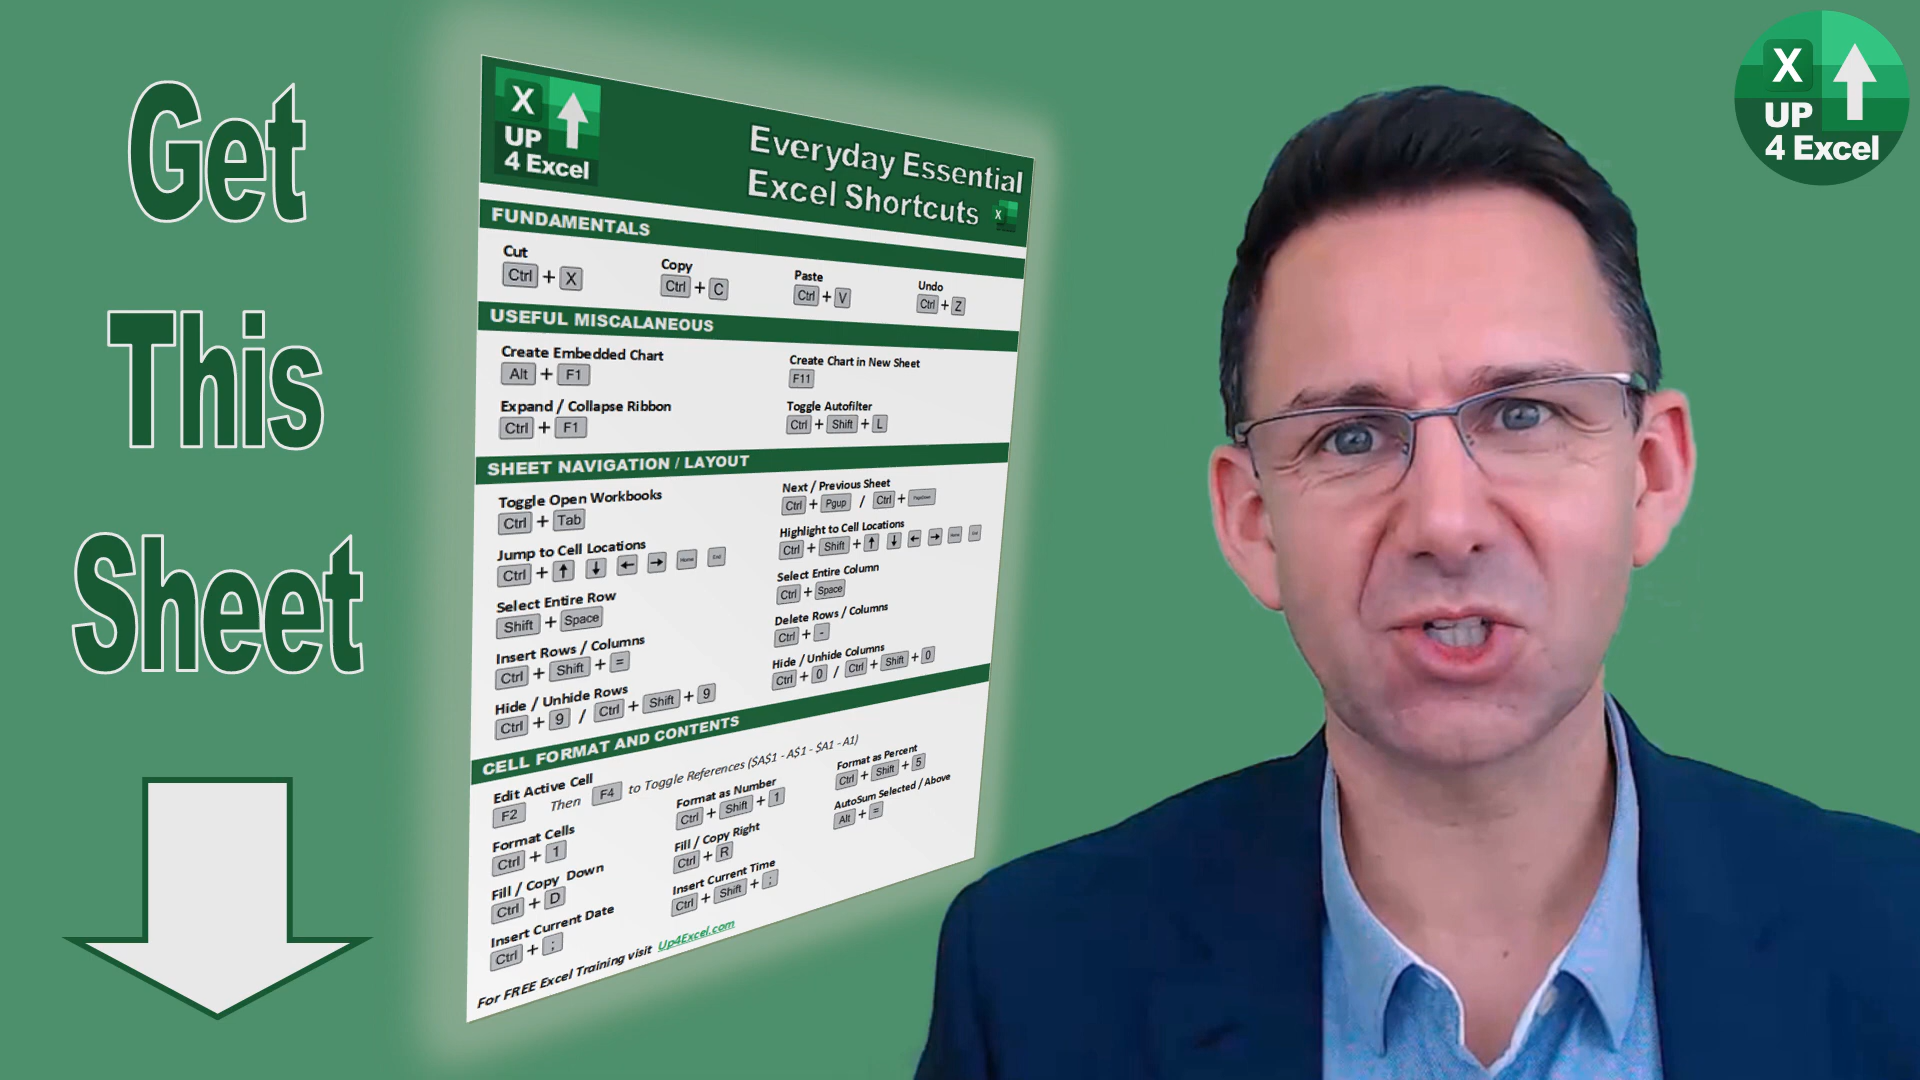 Get
This
Sheet
X
UP
4 Excel
Everyday Essential
Excel Shortcuts
X
FUNDAMENTALS
Cut
Ctrl + X
Copy
Ctrl + C
Paste
Ctrl + V
Undo
Ctrl + Z
USEFUL MISCALANEOUS
Create Embedded Chart
Alt + F1
Create Chart in New Sheet
F11
Expand / Collapse Ribbon
Ctrl + F1
Toggle Autofilter
Ctrl + Shift + L
SHEET NAVIGATION / LAYOUT
Toggle Open Workbooks
Ctrl + Tab
Next / Previous Sheet
Ctrl + Pgup / Ctrl + PageDown
Jump to Cell Locations
Ctrl + ↑ ↓ ← → Home End
Highlight to Cell Locations
Ctrl + Shift + ↑ ↓ ← → Home End
Select Entire Row
Shift + Space
Select Entire Column
Ctrl + Space
Insert Rows / Columns
Ctrl + Shift + =
Delete Rows / Columns
Ctrl + -
Hide / Unhide Rows
Ctrl + 9 / Ctrl + Shift + 9
Hide / Unhide Columns
Ctrl + 0 / Ctrl + Shift + 0
CELL FORMAT AND CONTENTS
Edit Active Cell
F2 Then F4 to Toggle References ($A$1 - A$1 - $A1 - A1)
Format Cells
Ctrl + 1
Format as Number
Ctrl + Shift + 1
Format as Percent
Ctrl + Shift + 5
Fill / Copy Down
Ctrl + D
Fill / Copy Right
Ctrl + R
AutoSum Selected / Above
Alt + =
Insert Current Date
Ctrl + ;
Insert Current Time
Ctrl + Shift + ;
For FREE Excel Training visit Up4Excel.com
X
UP
4 Excel